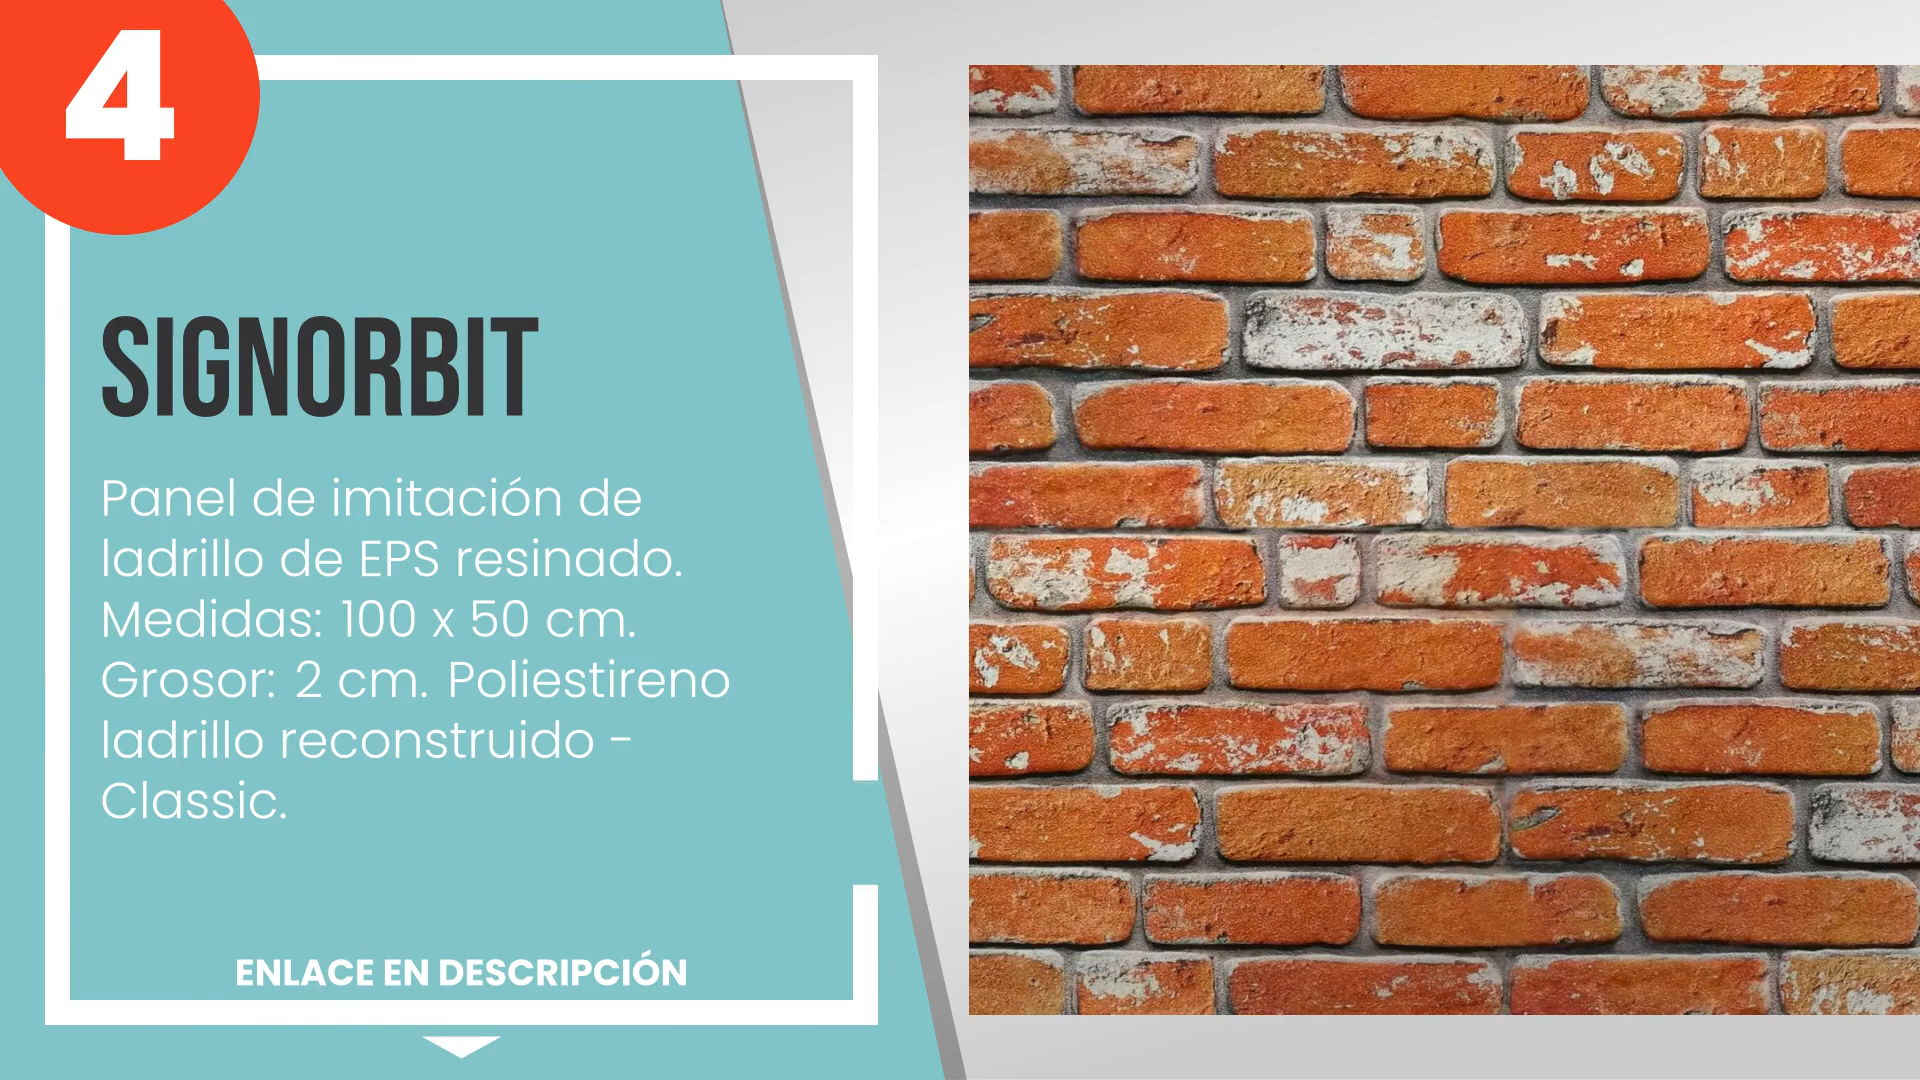 4
SIGNORBIT
Panel de imitación de
ladrillo de EPS resinado.
Medidas: 100 x 50 cm.
Grosor: 2 cm. Poliestireno
ladrillo reconstruido -
Classic.
ENLACE EN DESCRIPCIÓN